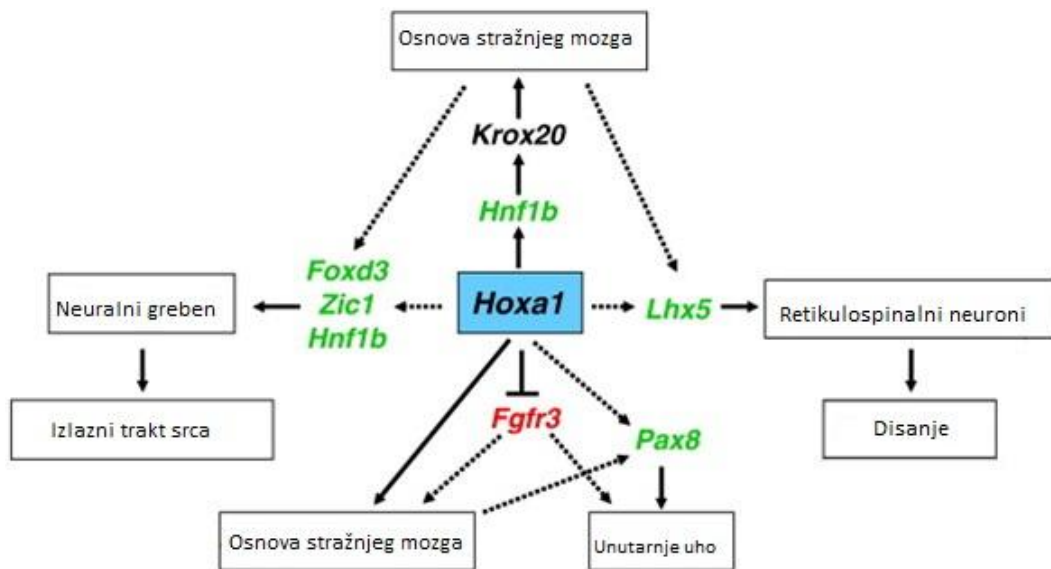 Osnova stražnjeg mozga
Krox20
Hnf1b
Foxd3
Zic1
Hnf1b
Neuralni greben
Hoxa1
Lhx5
Retikulospinalni neuroni
Izlazni trakt srca
Fgfr3
Pax8
Disanje
Osnova stražnjeg mozga
Unutarnje uho